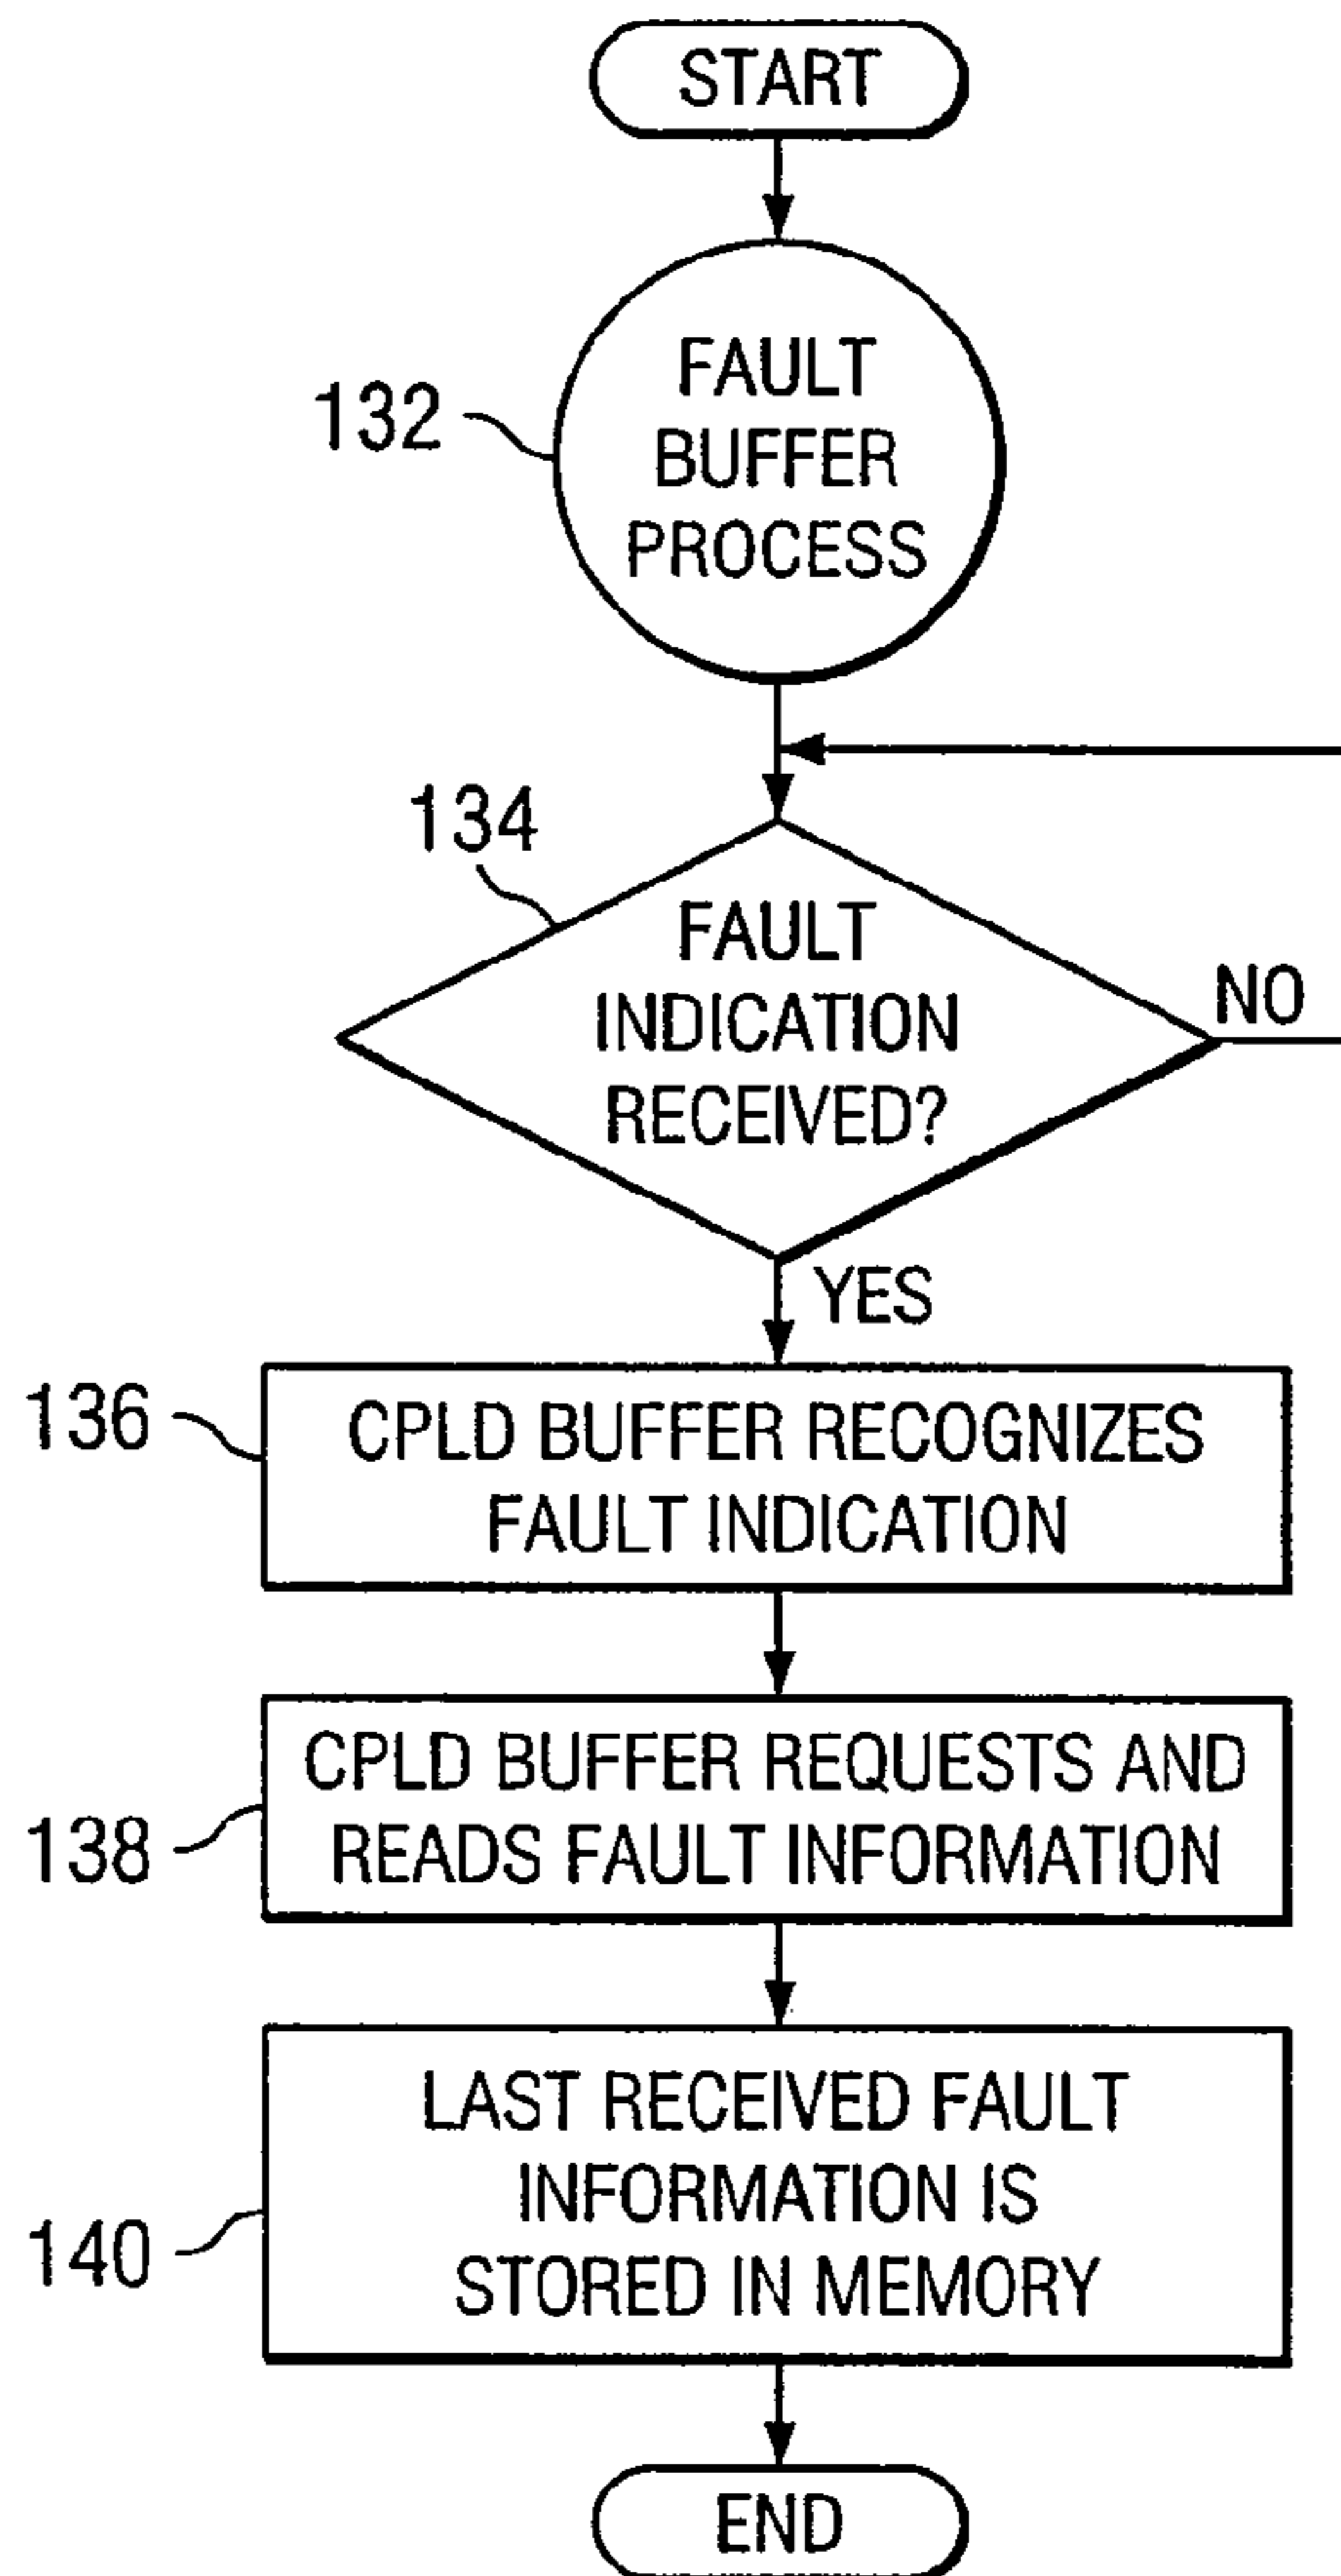 START
132
FAULT
BUFFER
PROCESS
134
FAULT
INDICATION
RECEIVED?
NO
YES
136
CPLD BUFFER RECOGNIZES
FAULT INDICATION
138
CPLD BUFFER REQUESTS AND
READS FAULT INFORMATION
140
LAST RECEIVED FAULT
INFORMATION IS
STORED IN MEMORY
END